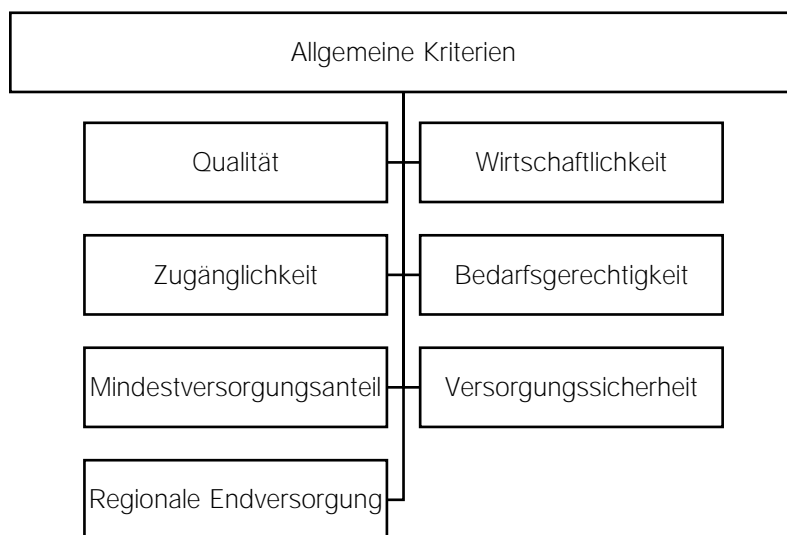 Allgemeine Kriterien
Qualität
Wirtschaftlichkeit
Zugänglichkeit
Bedarfsgerechtigkeit
Mindestversorgungsanteil
Versorgungssicherheit
Regionale Endversorgung